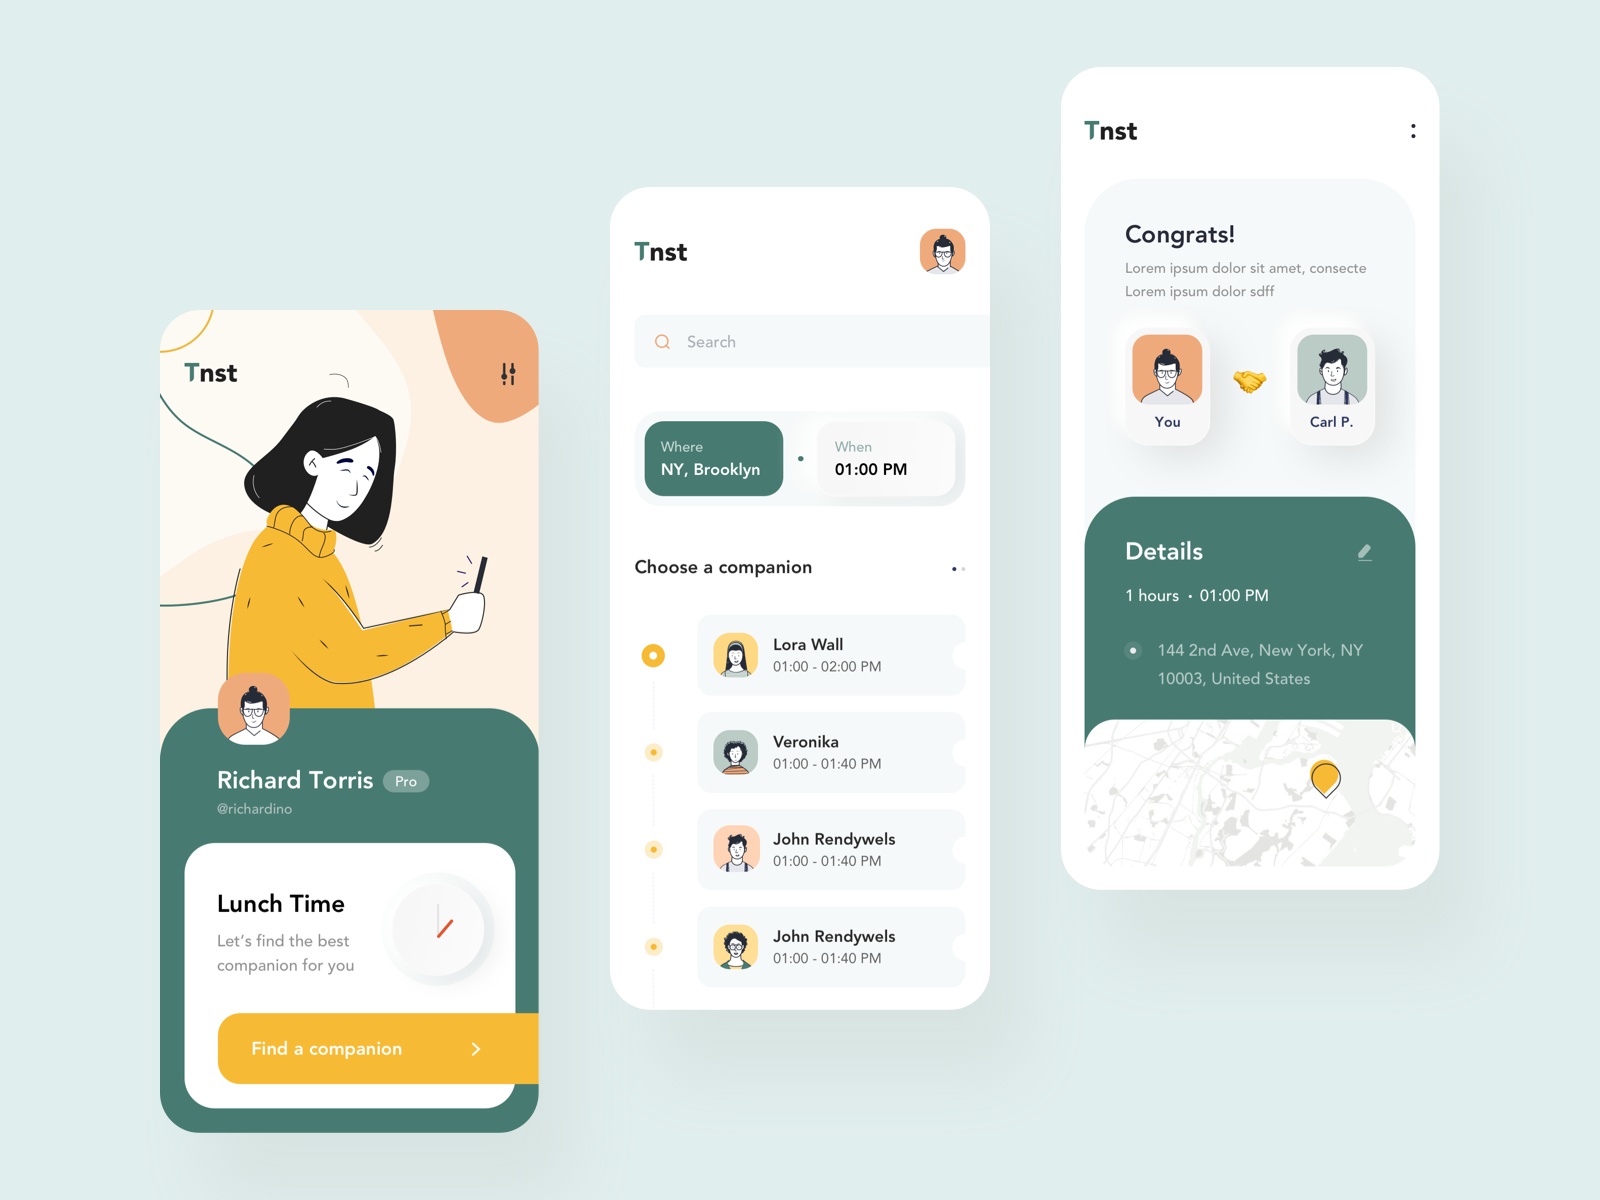 Tnst
Richard Torris
Pro
@richardino
Lunch Time
Let's find the best
companion for you
Find a companion
Tnst
Search
Where
NY, Brooklyn
When
01:00 PM
Choose a companion
Lora Wall
01:00 - 02:00 PM
Veronika
01:00 - 01:40 PM
John Rendywels
01:00 - 01:40 PM
John Rendywels
01:00 - 01:40 PM
Tnst
Congrats!
Lorem ipsum dolor sit amet, consecte
Lorem ipsum dolor sdff
You
Carl P.
Details
1 hours • 01:00 PM
144 2nd Ave, New York, NY
10003, United States